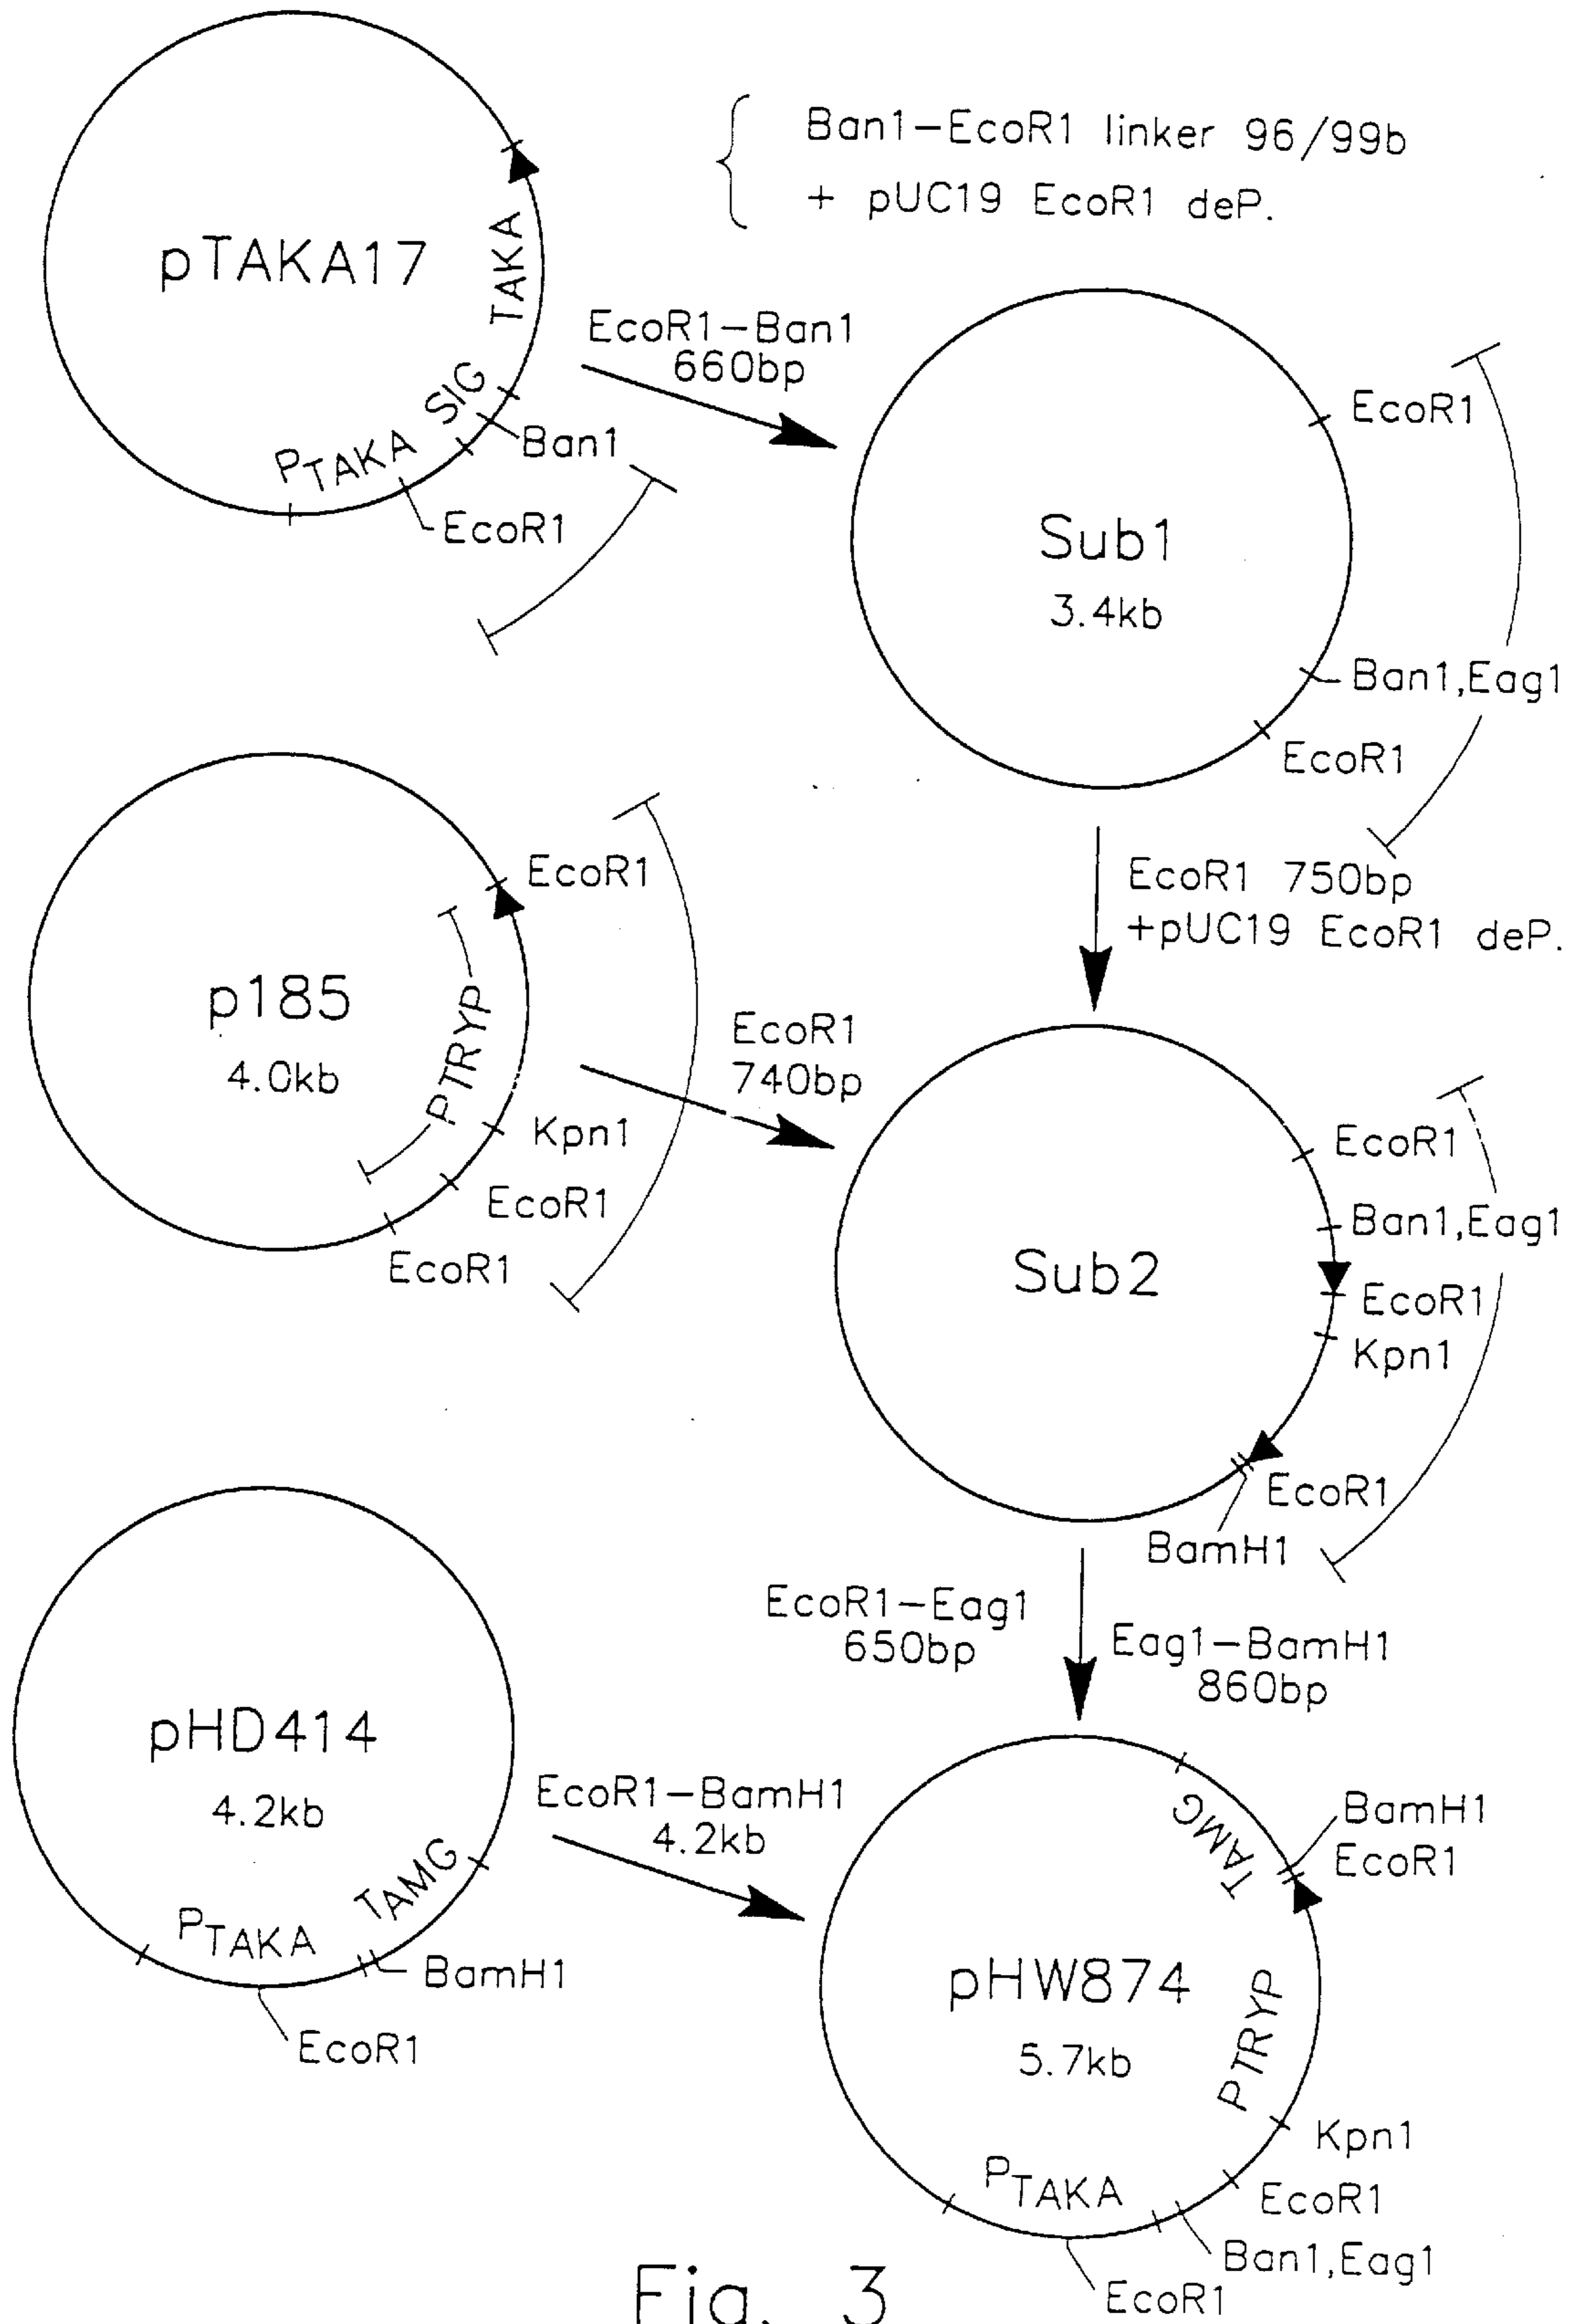 Ban1-EcoR1 linker 96/99b
+ pUC19 EcoR1 deP.
pTAKA17
TAKA
SIG
PTAKA
Ban1
EcoR1
EcoR1-Ban1
660bp
Sub1
3.4kb
EcoR1
Ban1,Eag1
EcoR1
EcoR1 750bp
+pUC19 EcoR1 deP.
p185
4.0kb
PTRYP
EcoR1
Kpn1
EcoR1
EcoR1
EcoR1
740bp
Sub2
EcoR1
Ban1,Eag1
EcoR1
Kpn1
EcoR1
BamH1
EcoR1-Eag1
650bp
Eag1-BamH1
860bp
pHD414
4.2kb
PTAKA
TAMG
BamH1
EcoR1
EcoR1-BamH1
4.2kb
pHW874
5.7kb
TAMG
BamH1
EcoR1
PTRYP
Kpn1
PTAKA
EcoR1
Ban1,Eag1
EcoR1
Fig. 3